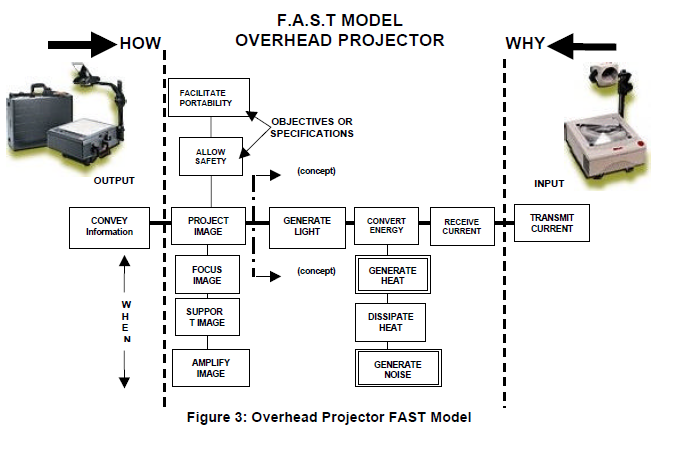 F.A.S.T MODEL
OVERHEAD PROJECTOR
HOW
WHY
FACILITATE
PORTABILITY
OBJECTIVES OR
SPECIFICATIONS
ALLOW
SAFETY
(concept)
OUTPUT
INPUT
CONVEY
Information
PROJECT
IMAGE
GENERATE
LIGHT
CONVERT
ENERGY
RECEIVE
CURRENT
TRANSMIT
CURRENT
FOCUS
IMAGE
(concept)
GENERATE
HEAT
W
H
E
N
SUPPOR
T IMAGE
DISSIPATE
HEAT
AMPLIFY
IMAGE
GENERATE
NOISE
Figure 3: Overhead Projector FAST Model